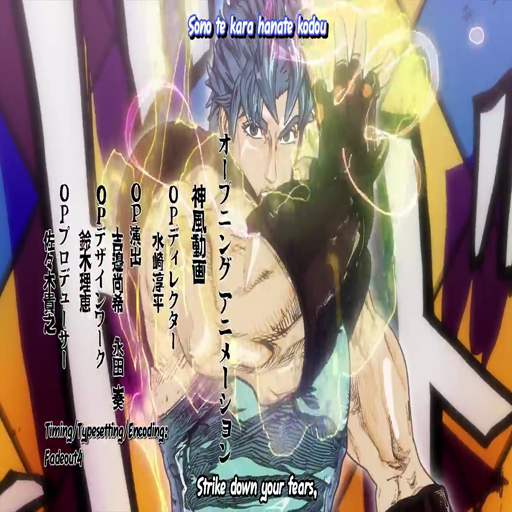 Sono te kara hanate kodou
オープニングアニメーション
神風動画
OPディレクター
水崎淳平
OP演出
吉邉尚希 永田 奏
OPデザインワーク
鈴木理恵
OPプロデューサー
佐々木貴之
Timing/Typesetting/Encoding:
Fadeout4
Strike down your fears,